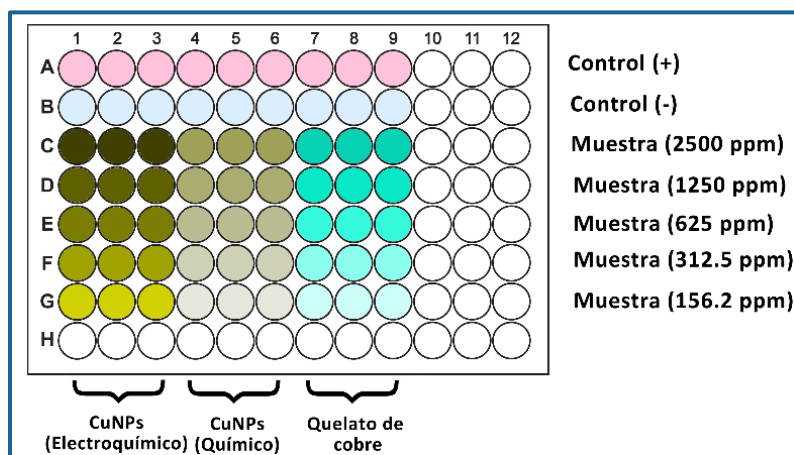 1 2 3 4 5 6 7 8 9 10 11 12
A Control (+)
B Control (-)
C Muestra (2500 ppm)
D Muestra (1250 ppm)
E Muestra (625 ppm)
F Muestra (312.5 ppm)
G Muestra (156.2 ppm)
H
CuNPs CuNPs Quelato de
(Electroquímico) (Químico) cobre